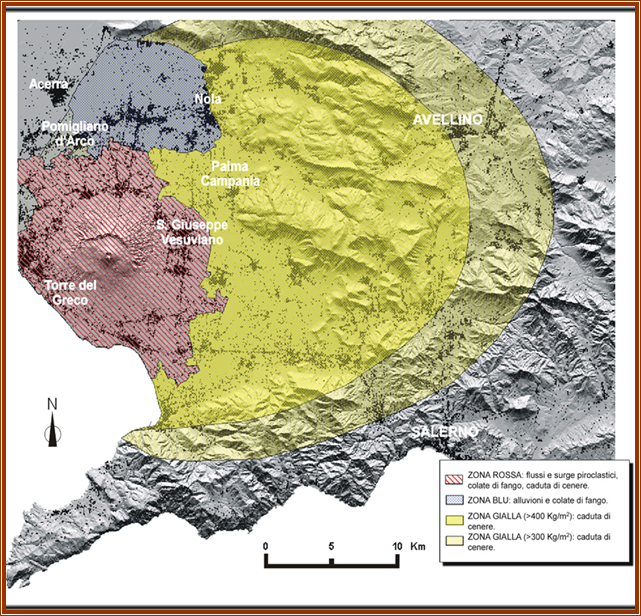 Acerra
Nola
Pomigliano
d'Arco
AVELLINO
Palma
Campania
S. Giuseppe
Vesuviano
Torre del
Greco
N
SALERNO
ZONA ROSSA: flussi e surge piroclastici,
colate di fango, caduta di cenere.
ZONA BLU: alluvioni e colate di fango.
ZONA GIALLA (>400 Kg/m²): caduta di
cenere.
ZONA GIALLA (>300 Kg/m²): caduta di
cenere.
0 5 10 Km